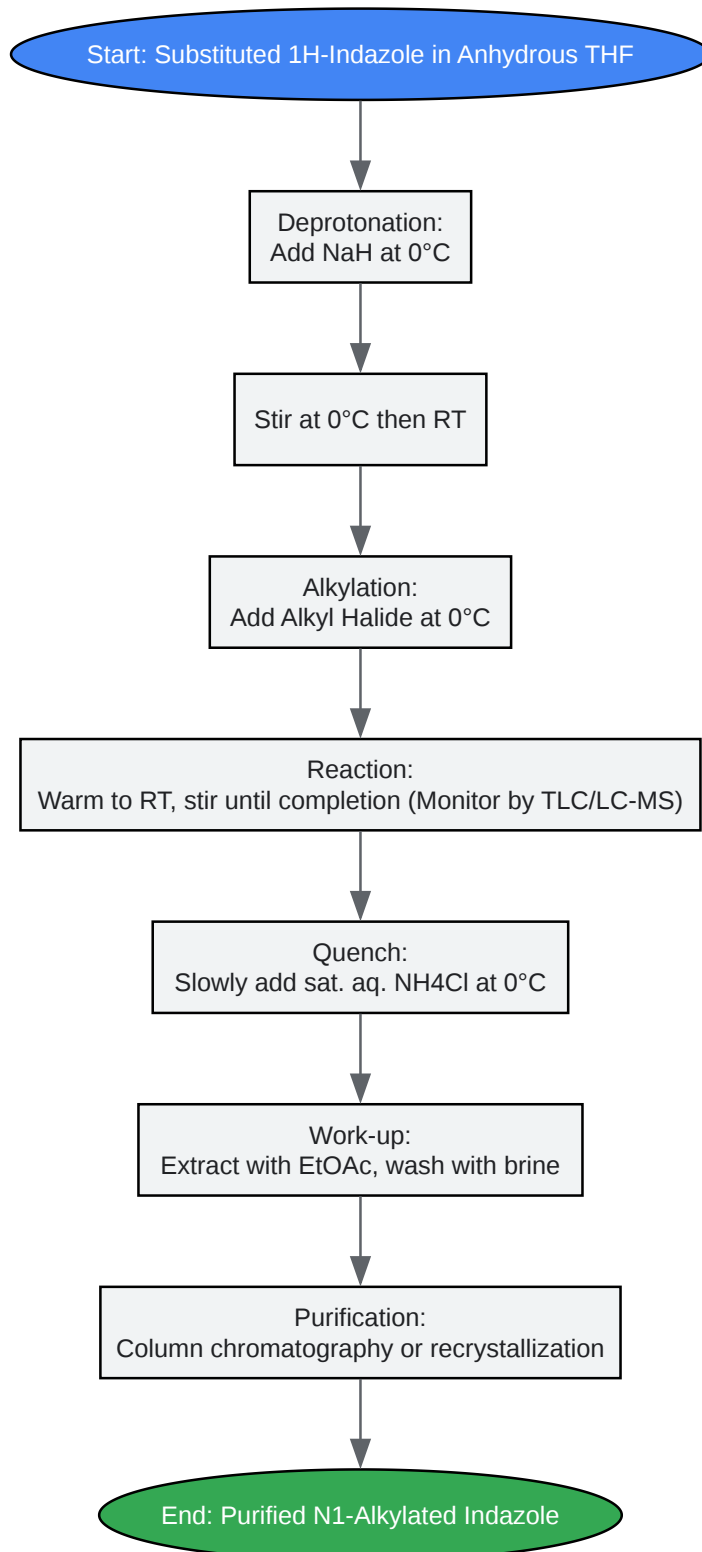 Start: Substituted 1H-Indazole in Anhydrous THF
Deprotonation:
Add NaH at 0°C
Stir at 0°C then RT
Alkylation:
Add Alkyl Halide at 0°C
Reaction:
Warm to RT, stir until completion (Monitor by TLC/LC-MS)
Quench:
Slowly add sat. aq. NH4Cl at 0°C
Work-up:
Extract with EtOAc, wash with brine
Purification:
Column chromatography or recrystallization
End: Purified N1-Alkylated Indazole